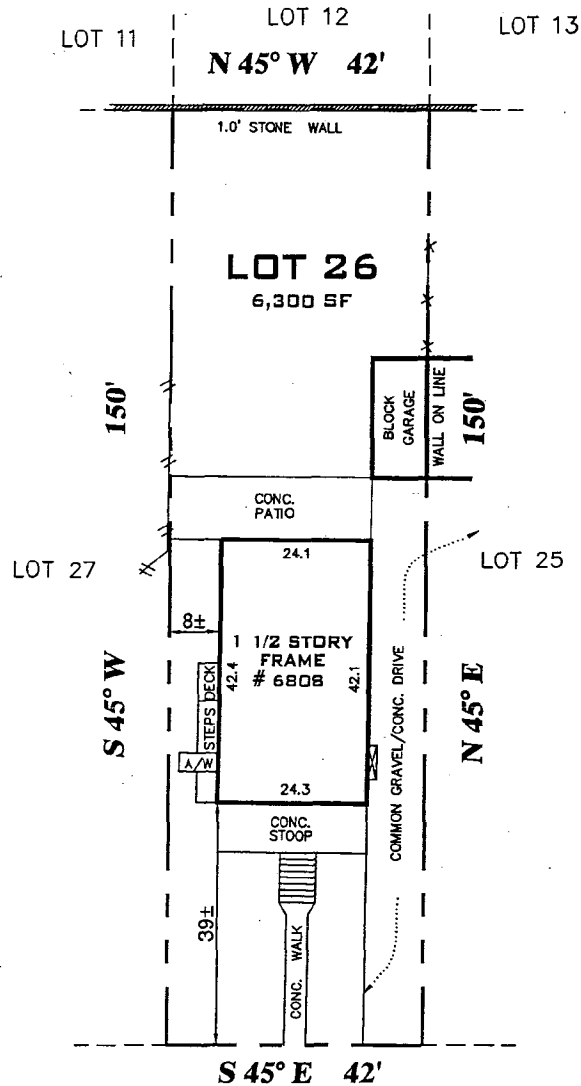 LOT 11
LOT 12
LOT 13
N 45° W 42'
1.0' STONE WALL
LOT 26
6,300 SF
150'
BLOCK
GARAGE
WALL ON LINE
150'
CONC.
PATIO
24.1
LOT 27
LOT 25
8±
1 1/2 STORY
FRAME
# 6808
42.4
42.1
STEPS DECK
A/W
S 45° W
N 45° E
COMMON GRAVEL/CONC. DRIVE
24.3
CONC.
STOOP
39±
CONC. WALK
S 45° E 42'